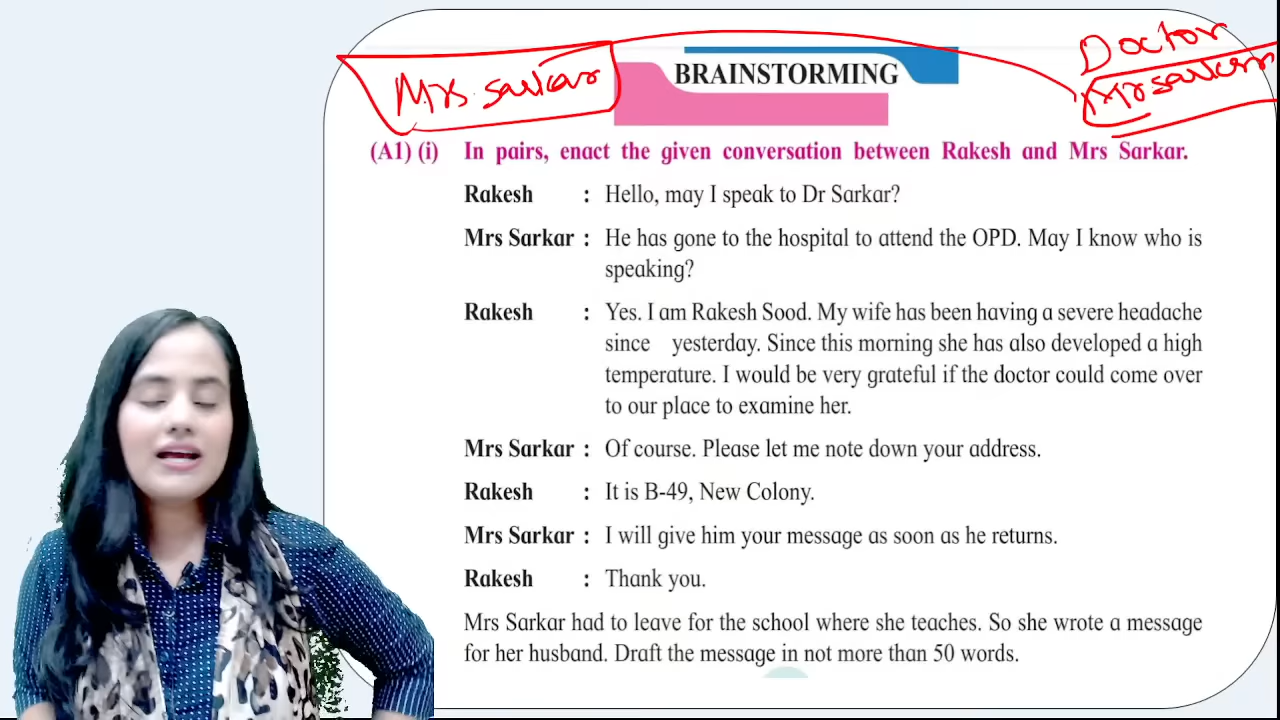 Mrs. sarkar
Doctor
Mr sarkar
BRAINSTORMING
(A1) (i) In pairs, enact the given conversation between Rakesh and Mrs Sarkar.
Rakesh : Hello, may I speak to Dr Sarkar?
Mrs Sarkar : He has gone to the hospital to attend the OPD. May I know who is
speaking?
Rakesh : Yes. I am Rakesh Sood. My wife has been having a severe headache
since yesterday. Since this morning she has also developed a high
temperature. I would be very grateful if the doctor could come over
to our place to examine her.
Mrs Sarkar : Of course. Please let me note down your address.
Rakesh : It is B-49, New Colony.
Mrs Sarkar : I will give him your message as soon as he returns.
Rakesh : Thank you.
Mrs Sarkar had to leave for the school where she teaches. So she wrote a message
for her husband. Draft the message in not more than 50 words.